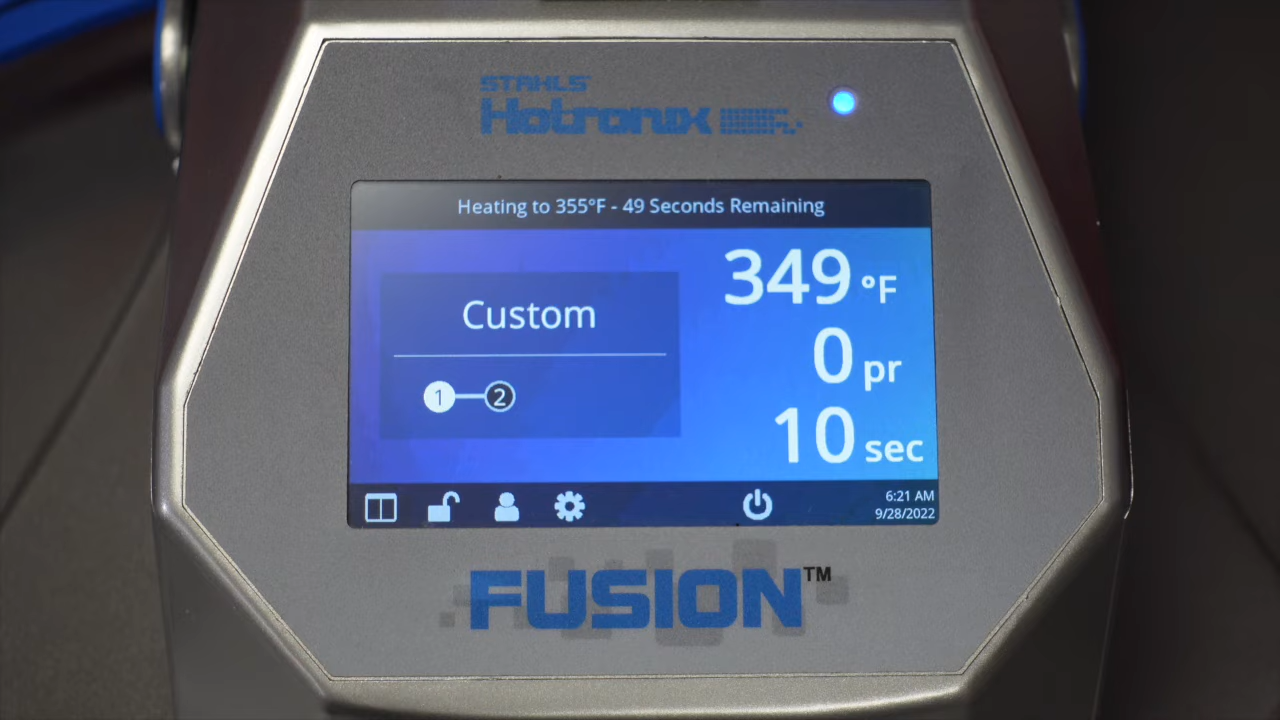 STAHLS'
Hotronix
Heating to 355°F - 49 Seconds Remaining
349 °F
Custom
0 pr
1 2
10 sec
6:21 AM
9/28/2022
FUSION™